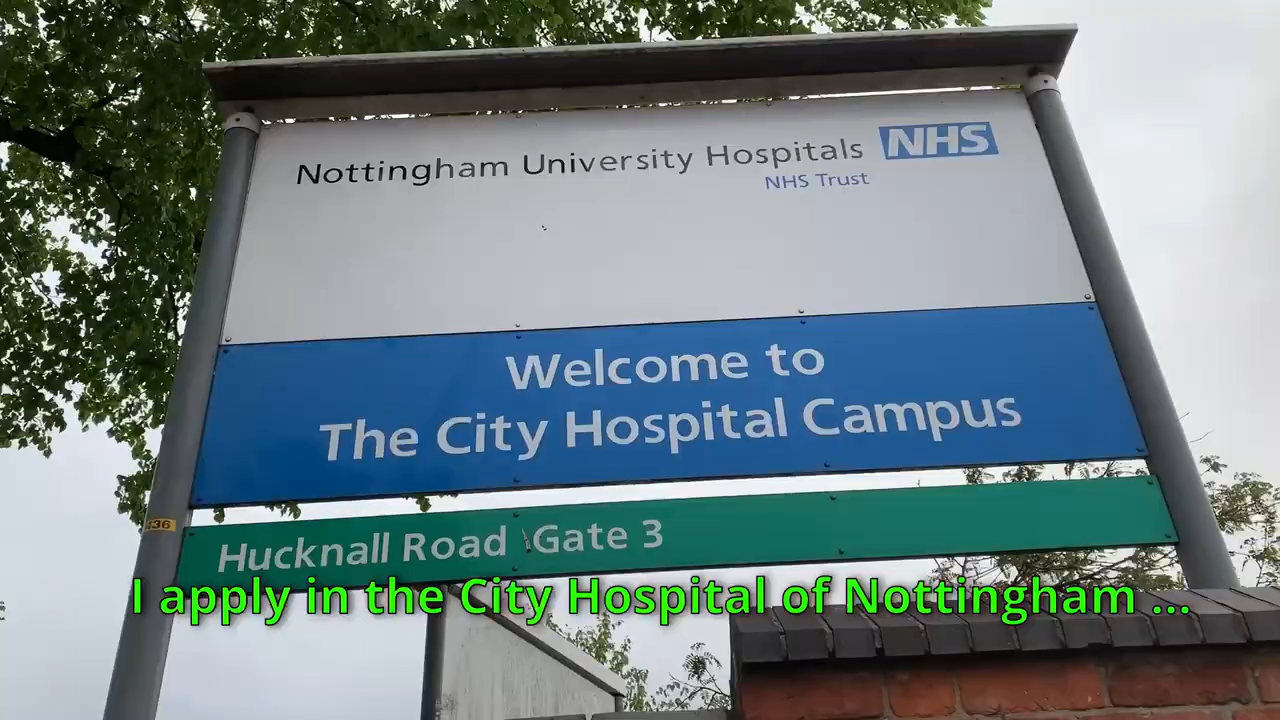 Nottingham University Hospitals NHS
NHS Trust
Welcome to
The City Hospital Campus
Hucknall Road Gate 3
I apply in the City Hospital of Nottingham ...